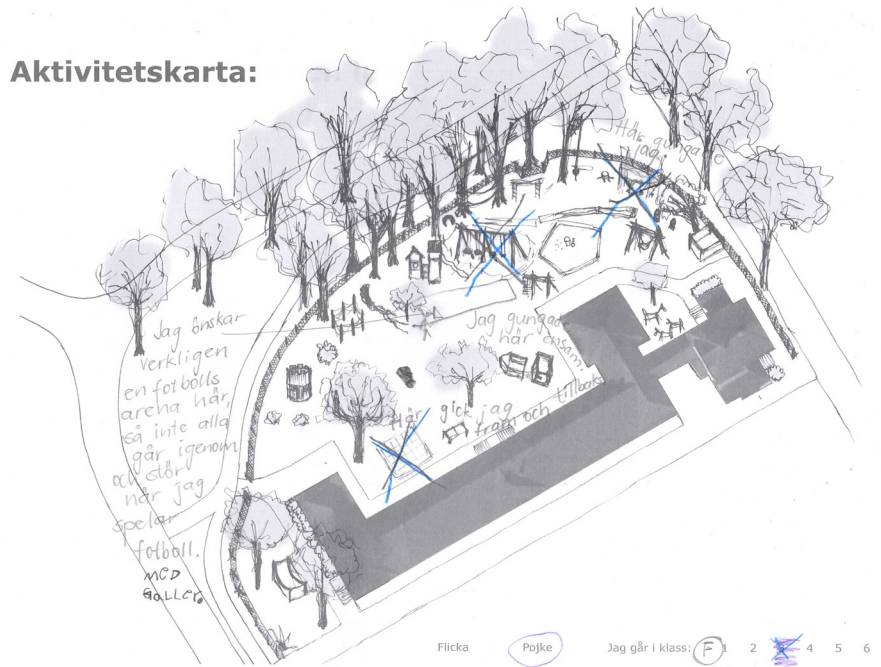 Aktivitetskarta:
Här gungade
jag.
Jag gungade
här ensam.
Jag önskar
verkligen
en fotbolls
arena här,
så inte alla
går igenom
och stör
när jag
spelar
fotboll.
MED
GALLER.
Här gick jag
fram och tillbaka
Flicka Pojke Jag går i klass: F 1 2 3 4 5 6